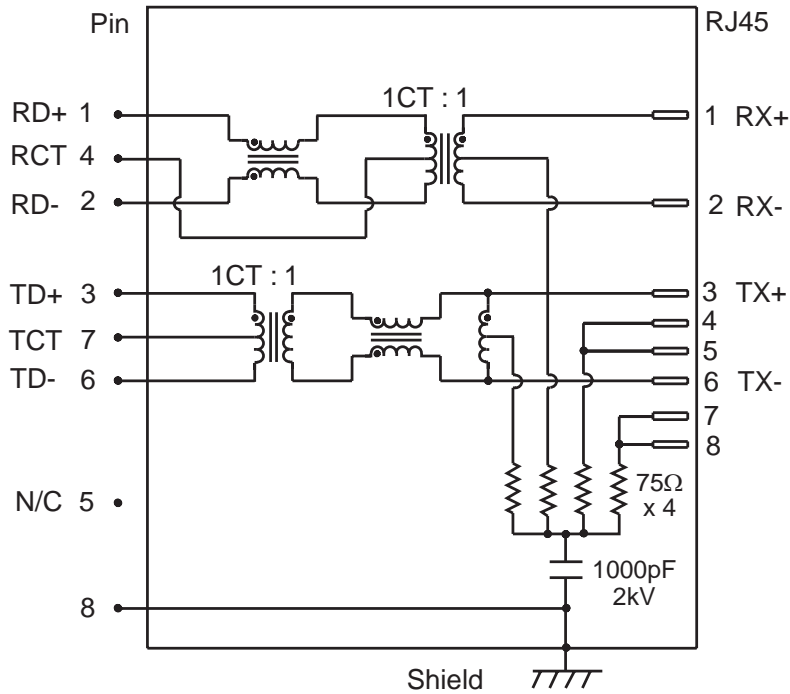 Pin RJ45
1CT : 1
RD+ 1 1 RX+
RCT 4
RD- 2 2 RX-
1CT : 1
TD+ 3 3 TX+
4
TCT 7
5
TD- 6 6 TX-
7
8
75Ω
x 4
N/C 5
1000pF
2kV
8
Shield